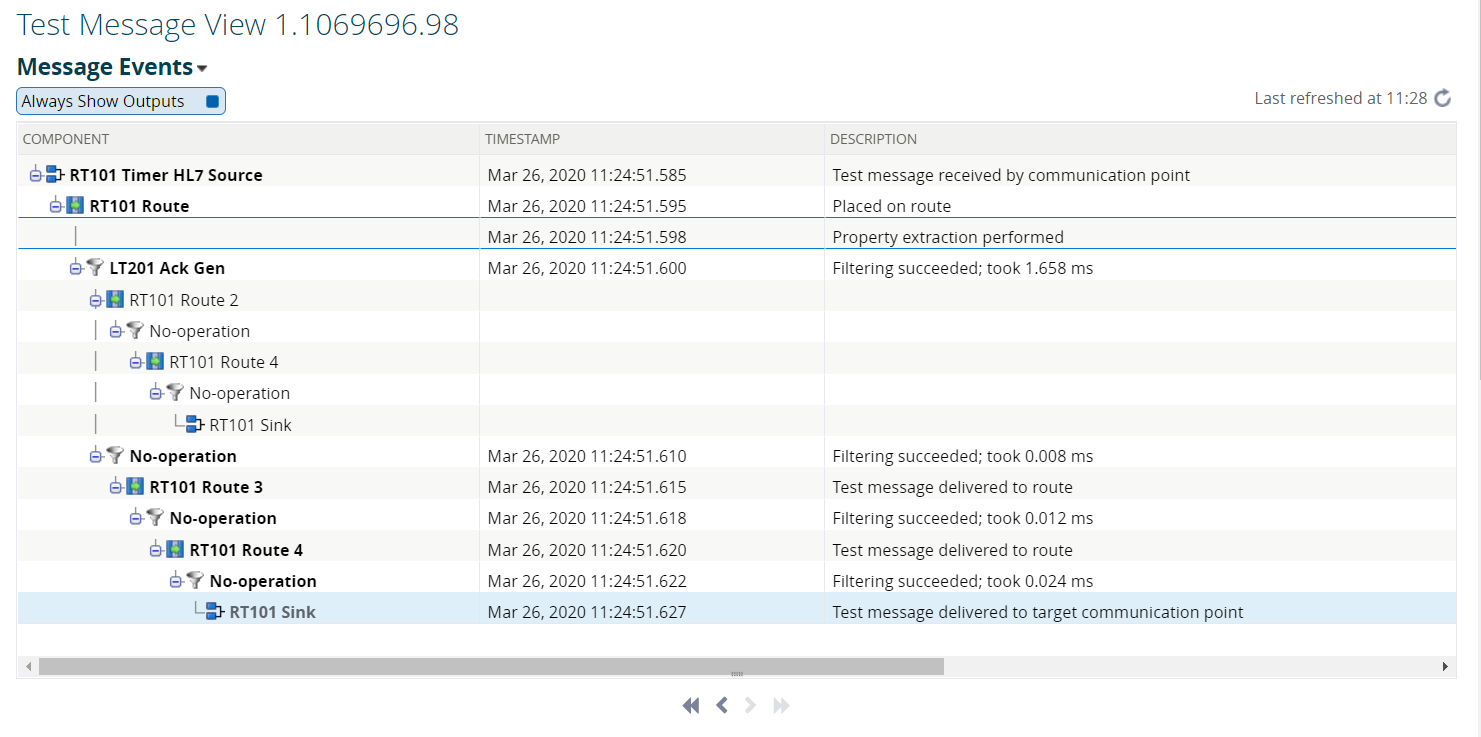 Test Message View 1.1069696.98
Message Events
Always Show Outputs
Last refreshed at 11:28
COMPONENT TIMESTAMP DESCRIPTION
RT101 Timer HL7 Source Mar 26, 2020 11:24:51.585 Test message received by communication point
RT101 Route Mar 26, 2020 11:24:51.595 Placed on route
Mar 26, 2020 11:24:51.598 Property extraction performed
LT201 Ack Gen Mar 26, 2020 11:24:51.600 Filtering succeeded; took 1.658 ms
RT101 Route 2
No-operation
RT101 Route 4
No-operation
RT101 Sink
No-operation Mar 26, 2020 11:24:51.610 Filtering succeeded; took 0.008 ms
RT101 Route 3 Mar 26, 2020 11:24:51.615 Test message delivered to route
No-operation Mar 26, 2020 11:24:51.618 Filtering succeeded; took 0.012 ms
RT101 Route 4 Mar 26, 2020 11:24:51.620 Test message delivered to route
No-operation Mar 26, 2020 11:24:51.622 Filtering succeeded; took 0.024 ms
RT101 Sink Mar 26, 2020 11:24:51.627 Test message delivered to target communication point